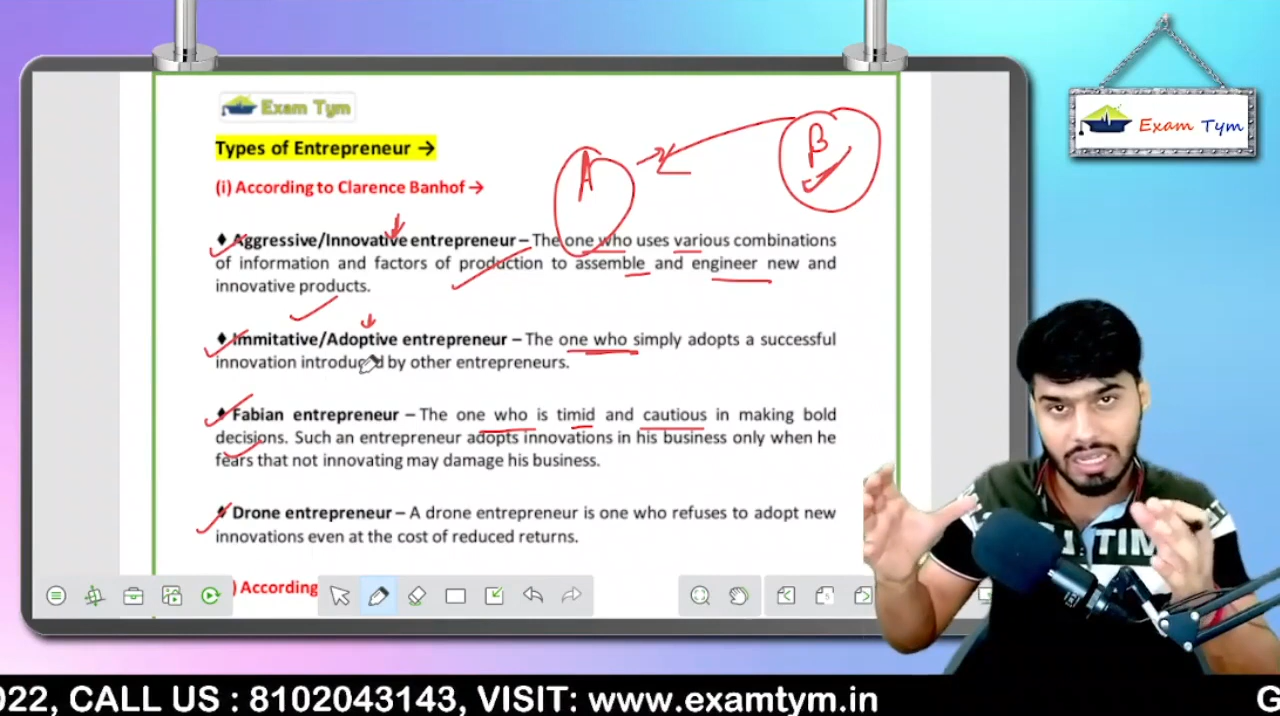 Exam Tym
Types of Entrepreneur →
(i) According to Clarence Banhof →
A
B
♦ Aggressive/Innovative entrepreneur – The one who uses various combinations
of information and factors of production to assemble and engineer new and
innovative products.
♦ Immitative/Adoptive entrepreneur – The one who simply adopts a successful
innovation introduced by other entrepreneurs.
♦ Fabian entrepreneur – The one who is timid and cautious in making bold
decisions. Such an entrepreneur adopts innovations in his business only when he
fears that not innovating may damage his business.
♦ Drone entrepreneur – A drone entrepreneur is one who refuses to adopt new
innovations even at the cost of reduced returns.
) According
Exam Tym
TIM
022, CALL US : 8102043143, VISIT: www.examtym.in
G